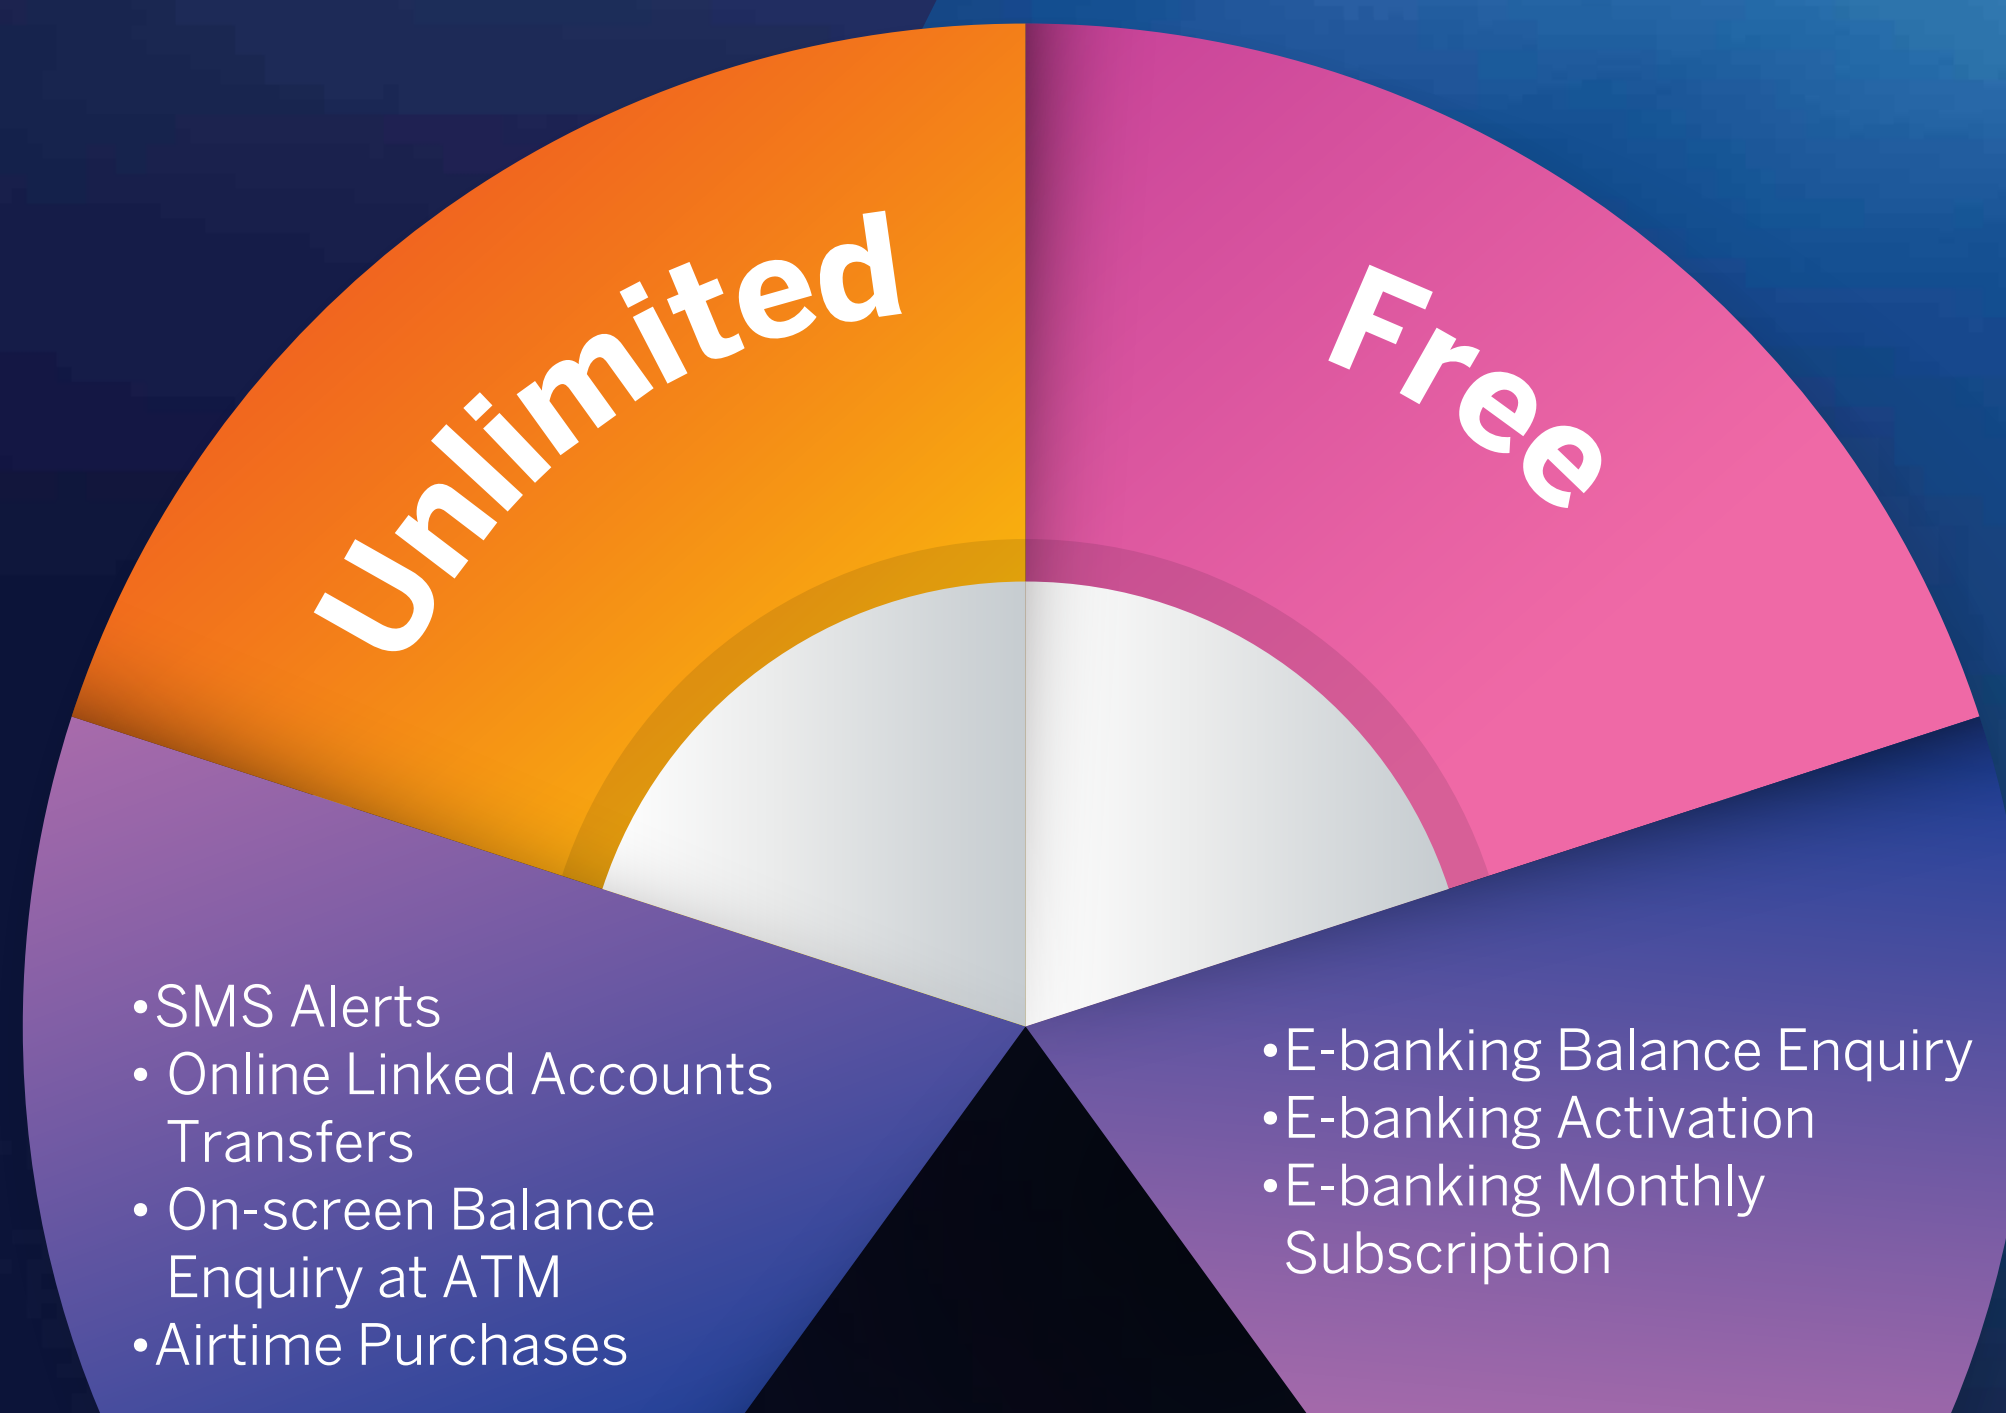 Unlimited
Free
•SMS Alerts
• Online Linked Accounts
Transfers
• On-screen Balance
Enquiry at ATM
•Airtime Purchases
•E-banking Balance Enquiry
•E-banking Activation
•E-banking Monthly
Subscription